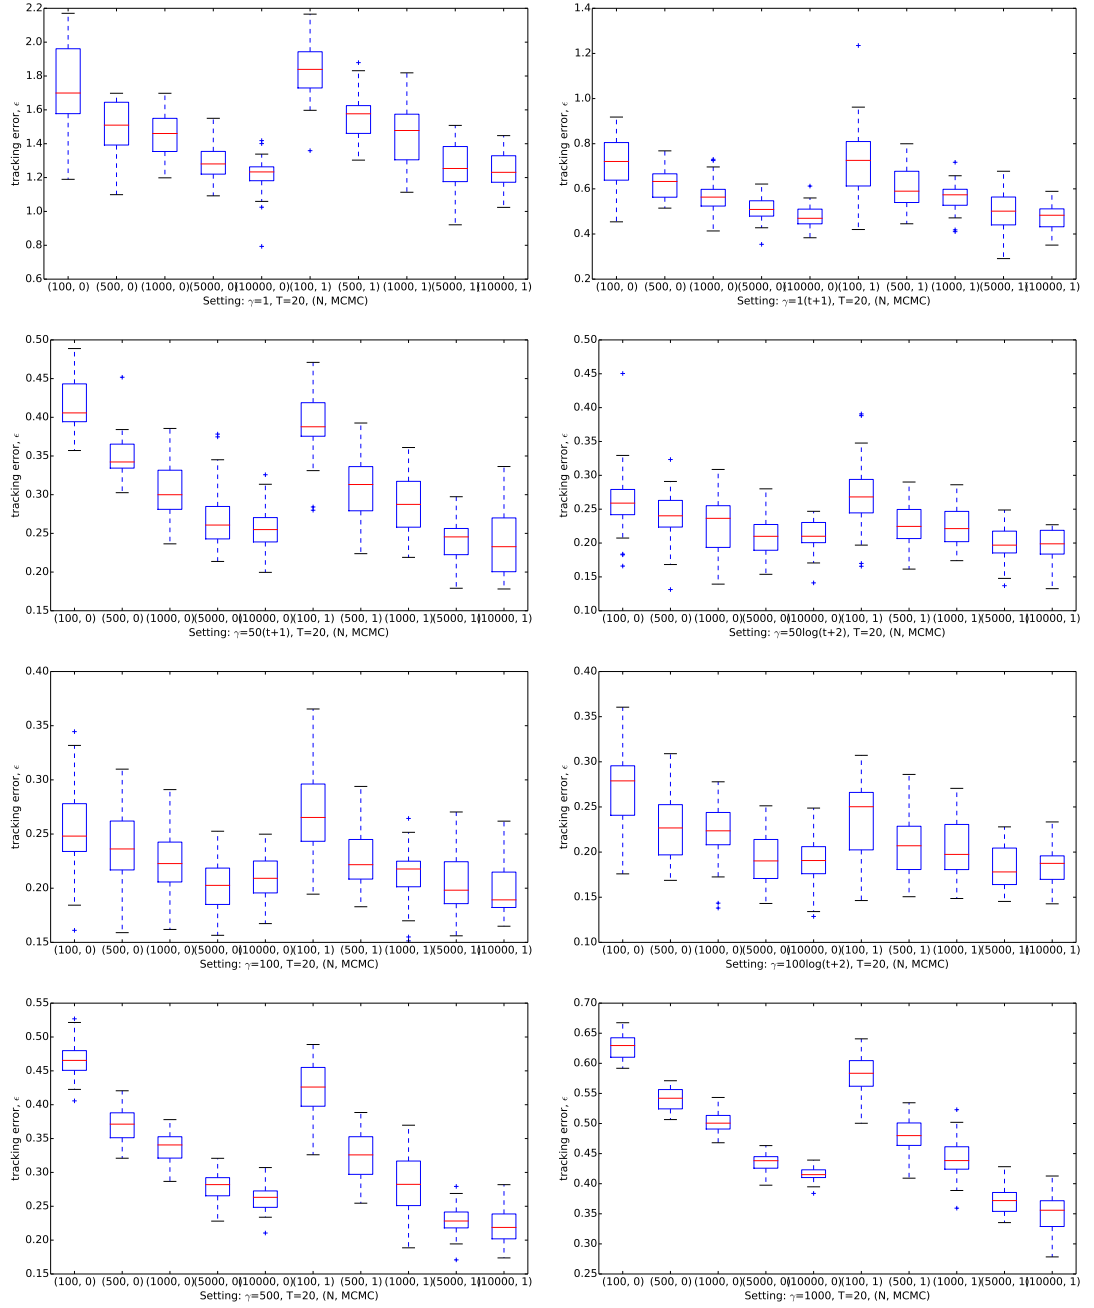 2.2
2.0
1.8
1.6
1.4
1.2
1.0
0.8
0.6
tracking error, ϵ
(100, 0) (500, 0) (1000, 0) (5000, 0) (10000, 0) (100, 1) (500, 1) (1000, 1) (5000, 1) (10000, 1)
Setting: γ=1, T=20, (N, MCMC)
1.4
1.2
1.0
0.8
0.6
0.4
0.2
tracking error, ϵ
(100, 0) (500, 0) (1000, 0) (5000, 0) (10000, 0) (100, 1) (500, 1) (1000, 1) (5000, 1) (10000, 1)
Setting: γ=1(t+1), T=20, (N, MCMC)
0.50
0.45
0.40
0.35
0.30
0.25
0.20
0.15
tracking error, ϵ
(100, 0) (500, 0) (1000, 0) (5000, 0) (10000, 0) (100, 1) (500, 1) (1000, 1) (5000, 1) (10000, 1)
Setting: γ=50(t+1), T=20, (N, MCMC)
0.50
0.45
0.40
0.35
0.30
0.25
0.20
0.15
0.10
tracking error, ϵ
(100, 0) (500, 0) (1000, 0) (5000, 0) (10000, 0) (100, 1) (500, 1) (1000, 1) (5000, 1) (10000, 1)
Setting: γ=50log(t+2), T=20, (N, MCMC)
0.40
0.35
0.30
0.25
0.20
0.15
tracking error, ϵ
(100, 0) (500, 0) (1000, 0) (5000, 0) (10000, 0) (100, 1) (500, 1) (1000, 1) (5000, 1) (10000, 1)
Setting: γ=100, T=20, (N, MCMC)
0.40
0.35
0.30
0.25
0.20
0.15
0.10
tracking error, ϵ
(100, 0) (500, 0) (1000, 0) (5000, 0) (10000, 0) (100, 1) (500, 1) (1000, 1) (5000, 1) (10000, 1)
Setting: γ=100log(t+2), T=20, (N, MCMC)
0.55
0.50
0.45
0.40
0.35
0.30
0.25
0.20
0.15
tracking error, ϵ
(100, 0) (500, 0) (1000, 0) (5000, 0) (10000, 0) (100, 1) (500, 1) (1000, 1) (5000, 1) (10000, 1)
Setting: γ=500, T=20, (N, MCMC)
0.70
0.65
0.60
0.55
0.50
0.45
0.40
0.35
0.30
0.25
tracking error, ϵ
(100, 0) (500, 0) (1000, 0) (5000, 0) (10000, 0) (100, 1) (500, 1) (1000, 1) (5000, 1) (10000, 1)
Setting: γ=1000, T=20, (N, MCMC)